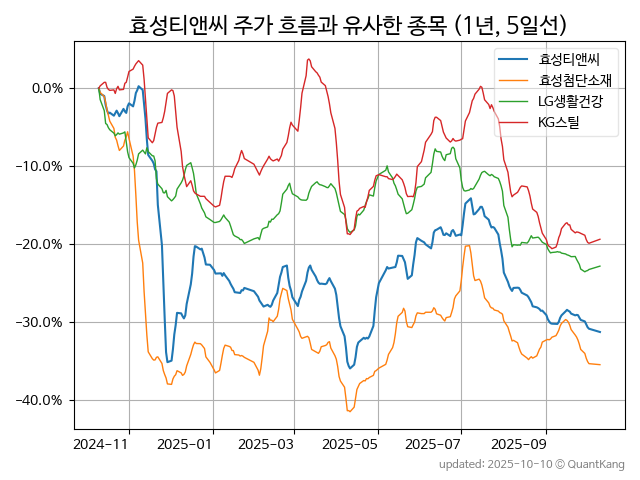 효성티앤씨 주가 흐름과 유사한 종목 (1년, 5일선)
효성티앤씨
효성첨단소재
LG생활건강
KG스틸
0.0%
-10.0%
-20.0%
-30.0%
-40.0%
2024-11 2025-01 2025-03 2025-05 2025-07 2025-09
updated: 2025-10-10 © QuantKang